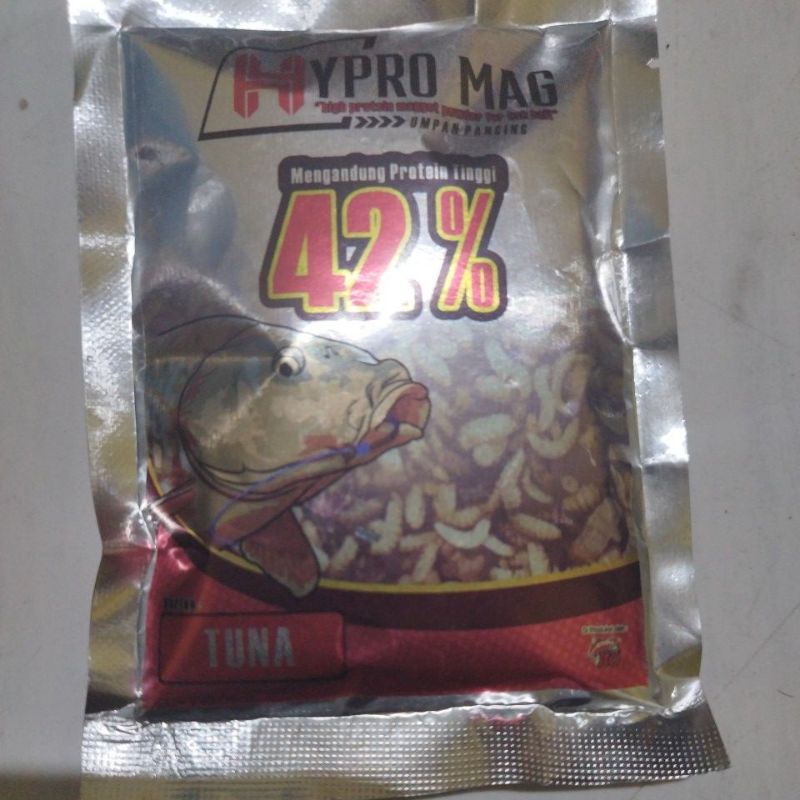 HYPRO MAG
"high protein maggot powder for fish bait"
UMPAN PANCING
Mengandung Protein Tinggi
42%
TUNA